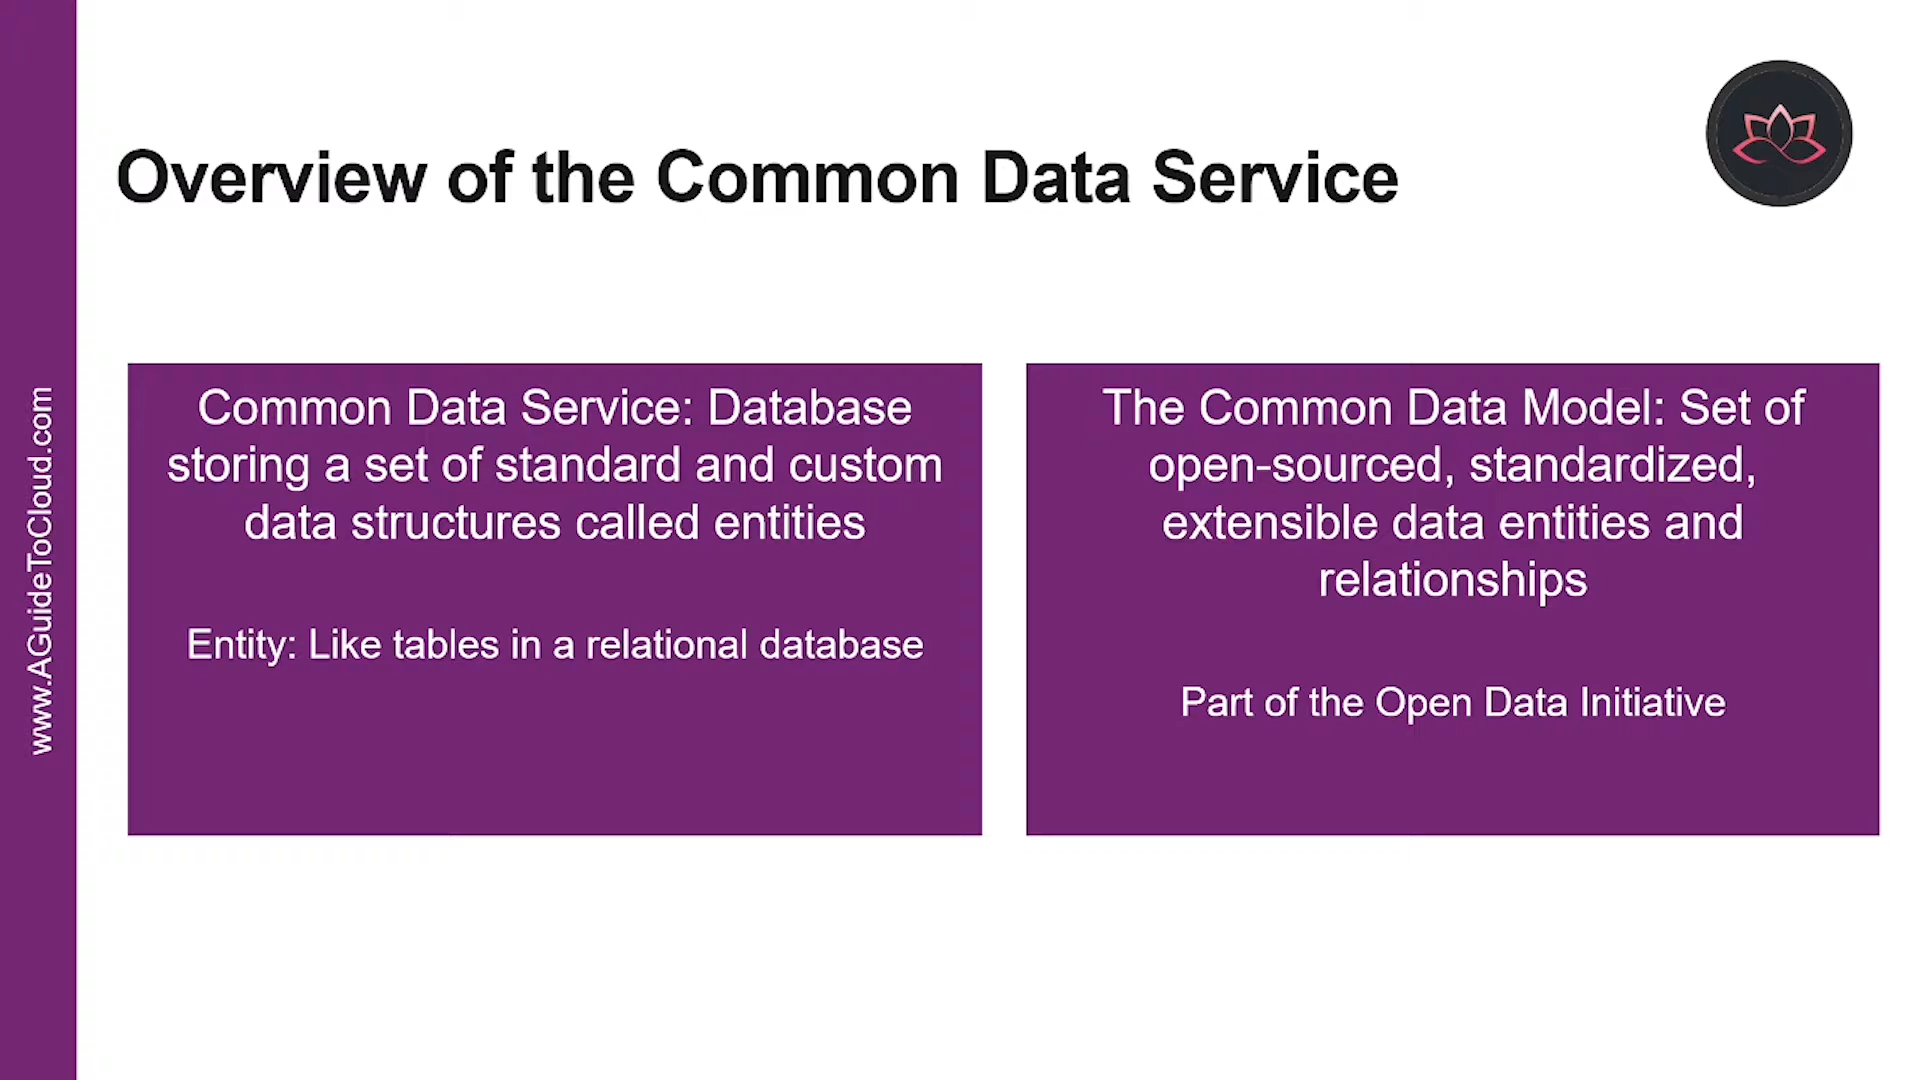 Overview of the Common Data Service
Common Data Service: Database
storing a set of standard and custom
data structures called entities
Entity: Like tables in a relational database
The Common Data Model: Set of
open-sourced, standardized,
extensible data entities and
relationships
Part of the Open Data Initiative
www.AGuideToCloud.com